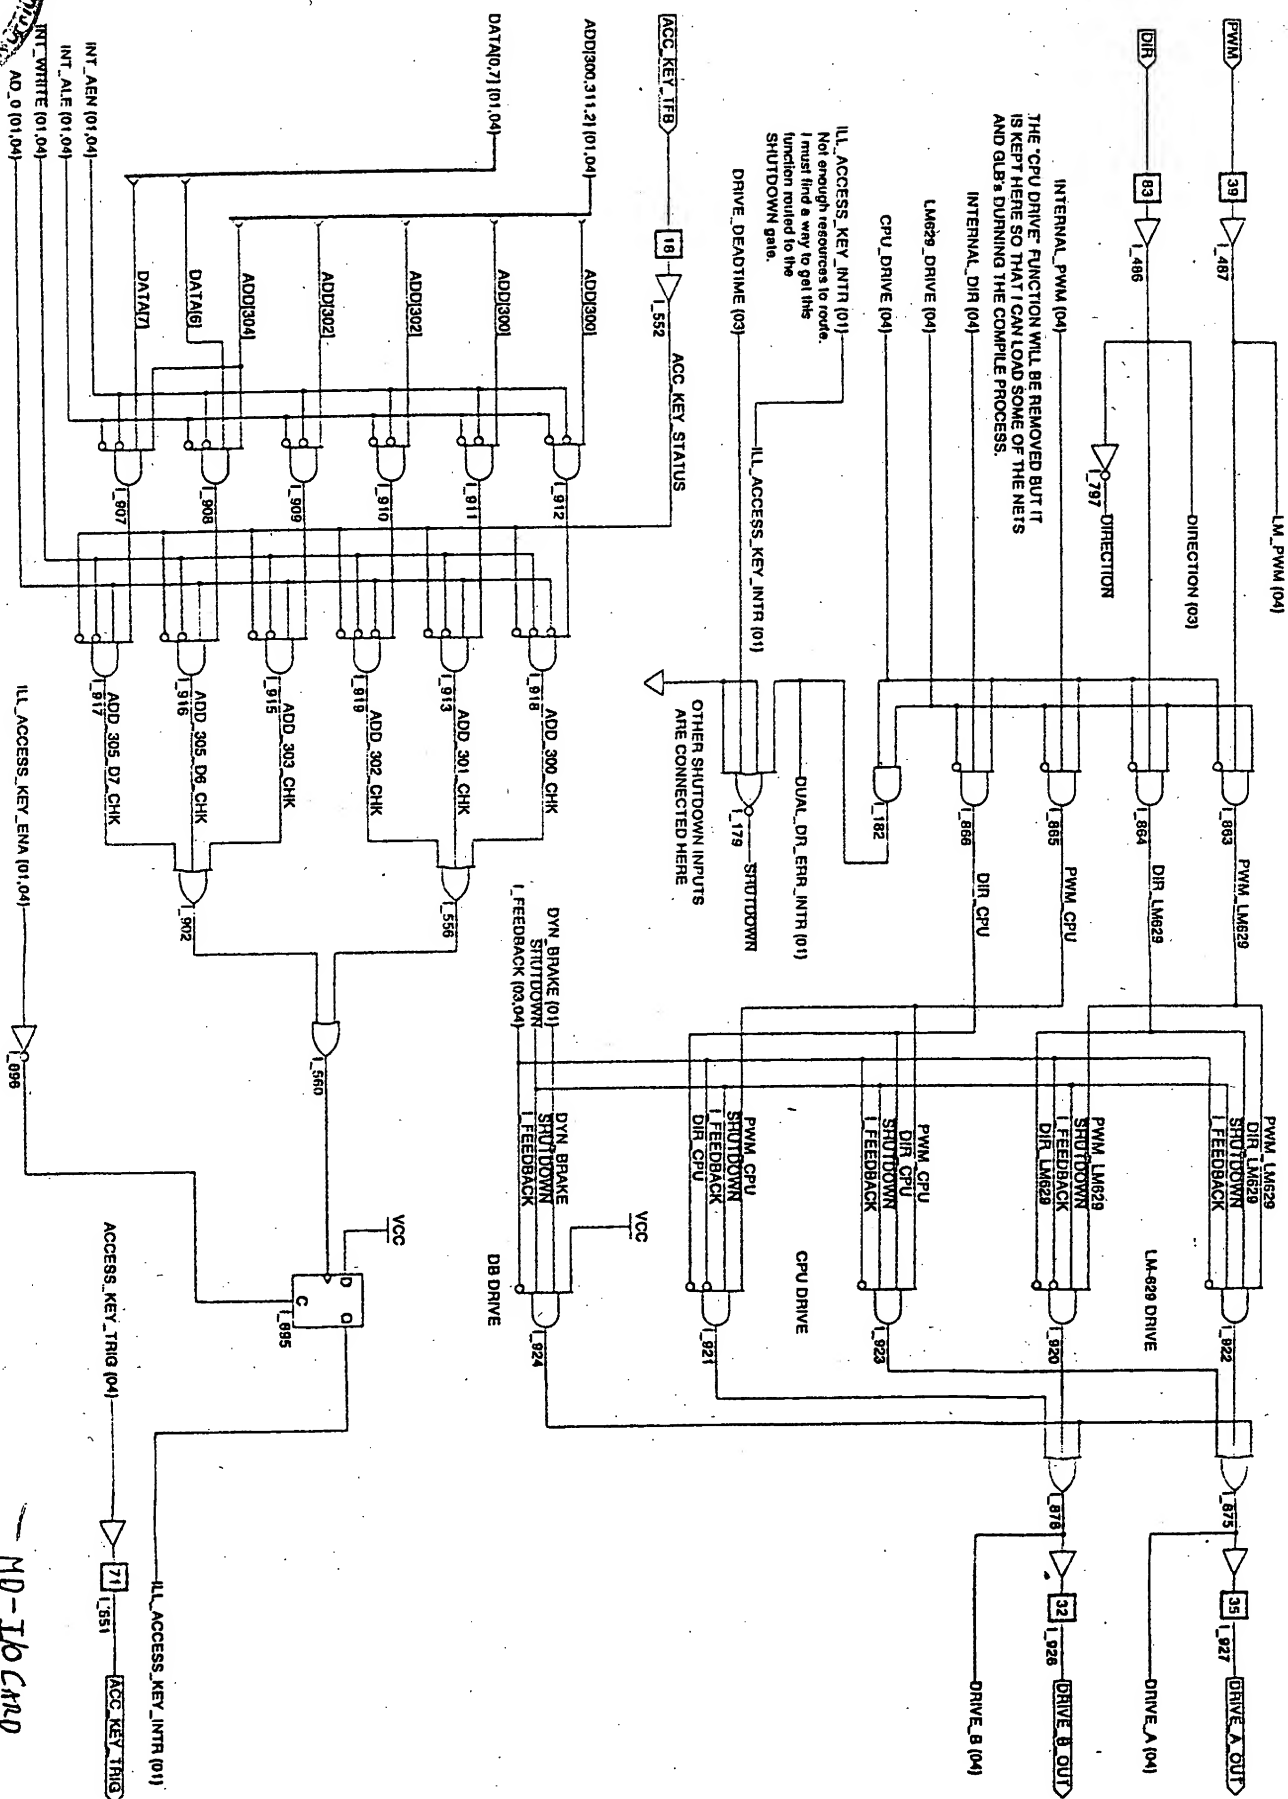 PWM
39
I_487
LM_PWM (04)
DIR
83
I_486
DIRECTION (03)
I_797
DIRECTION
THE "CPU DRIVE" FUNCTION WILL BE REMOVED BUT IT
IS KEPT HERE SO THAT I CAN LOAD SOME OF THE NETS
AND GLB's DURNING THE COMPILE PROCESS.
INTERNAL_PWM (04)
INTERNAL_DIR (04)
LM629_DRIVE (04)
CPU_DRIVE (04)
ILL_ACCESS_KEY_INTR (01)
Not enough resources to route.
I must find a way to get this
function routed to the
SHUTDOWN gate.
ILL_ACCESS_KEY_INTR (01)
DRIVE_DEADTIME (03)
I_863
PWM_LM629
I_864
DIR_LM629
I_865
PWM_CPU
I_866
DIR_CPU
I_182
DUAL_DR_ERR_INTR (01)
I_179
SHUTDOWN
OTHER SHUTDOWN INPUTS
ARE CONNECTED HERE
PWM_LM629
DIR_LM629
SHUTDOWN
I_FEEDBACK
I_922
LM-629 DRIVE
PWM_LM629
SHUTDOWN
I_FEEDBACK
DIR_LM629
I_920
PWM_CPU
DIR_CPU
SHUTDOWN
I_FEEDBACK
I_923
CPU DRIVE
PWM_CPU
SHUTDOWN
I_FEEDBACK
DIR_CPU
I_921
VCC
DYN_BRAKE (01)
SHUTDOWN
I_FEEDBACK (03,04)
DYN_BRAKE
SHUTDOWN
I_FEEDBACK
I_924
DB DRIVE
I_875
35
I_927
DRIVE_A_OUT
DRIVE_A (04)
I_876
32
I_926
DRIVE_B_OUT
DRIVE_B (04)
ACC_KEY_TFB
18
I_552
ACC_KEY_STATUS
ADD[300,311,2] (01,04)
DATA[0,7] (01,04)
ADD[300]
ADD[300]
ADD[302]
ADD[302]
ADD[304]
DATA[6]
DATA[7]
INT_AEN (01,04)
INT_ALE (01,04)
INT_WRITE (01,04)
AD_0 (01,04)
I_912
I_911
I_910
I_909
I_908
I_907
I_918
ADD_300_CHK
I_913
ADD_301_CHK
I_919
ADD_302_CHK
I_915
ADD_303_CHK
I_916
ADD_305_D6_CHK
I_917
ADD_305_D7_CHK
I_556
I_902
I_560
ILL_ACCESS_KEY_ENA (01,04)
I_896
VCC
D
Q
C
I_895
ILL_ACCESS_KEY_INTR (01)
ACCESS_KEY_TRIG (04)
71
I_651
ACC_KEY_TRIG
— MD-I/O CARD